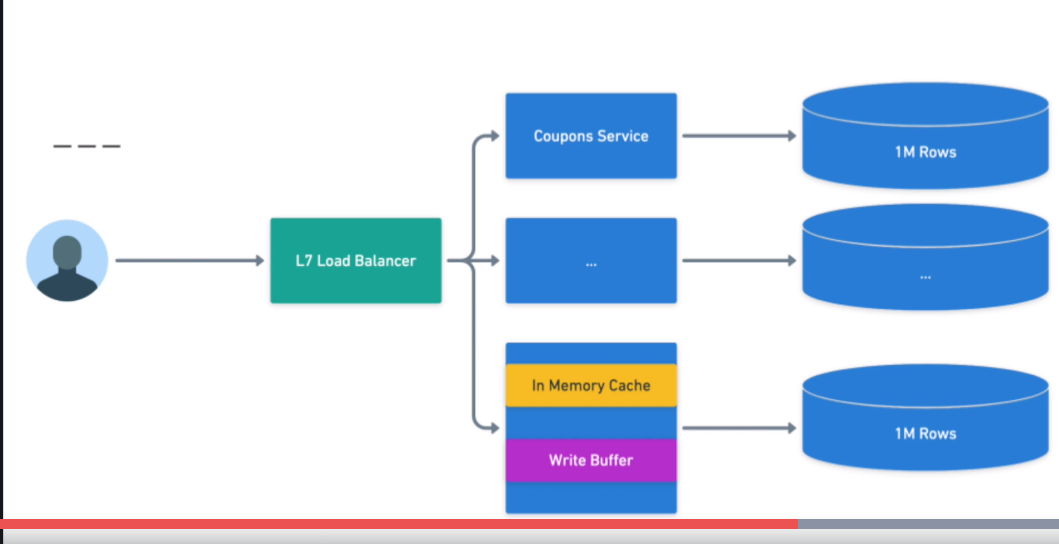 Coupons Service
1M Rows
L7 Load Balancer
...
...
In Memory Cache
Write Buffer
1M Rows